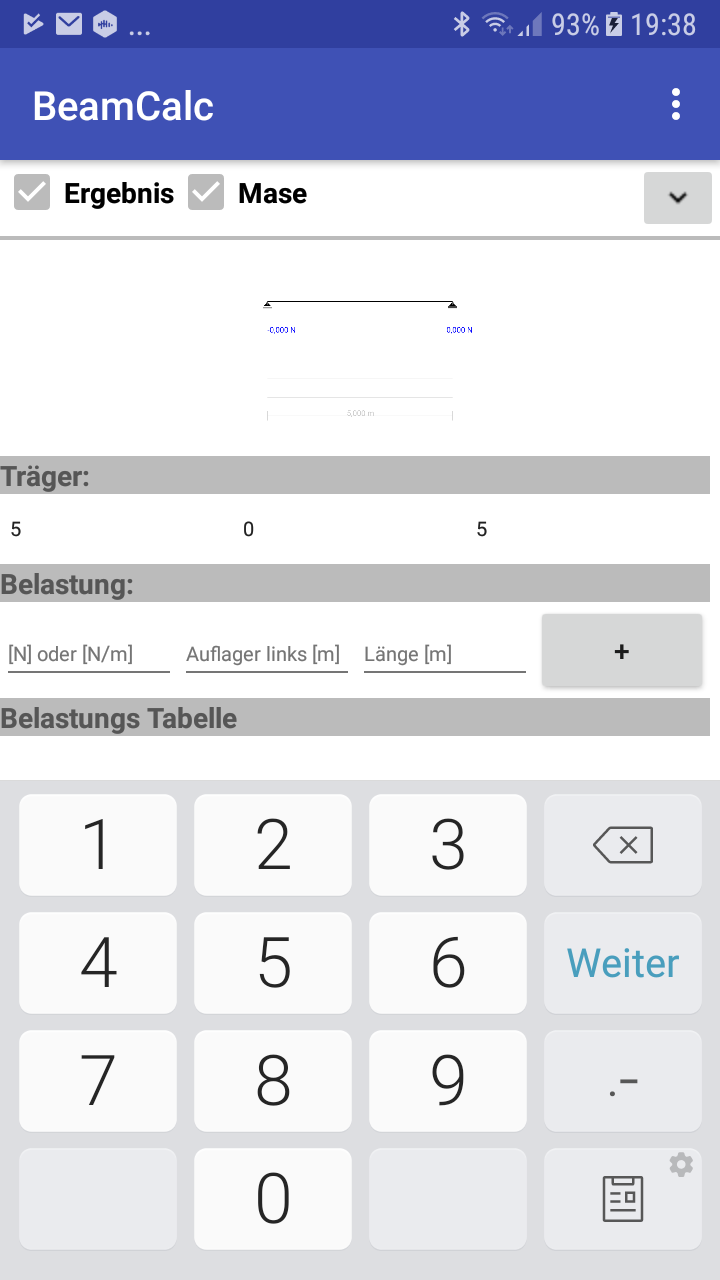 ... 93% 19:38
BeamCalc
Ergebnis Mase
-0,000 N 0,000 N
5,000 m
Träger:
5 0 5
Belastung:
[N] oder [N/m] Auflager links [m] Länge [m] +
Belastungs Tabelle
1 2 3
4 5 6 Weiter
7 8 9 .-
0